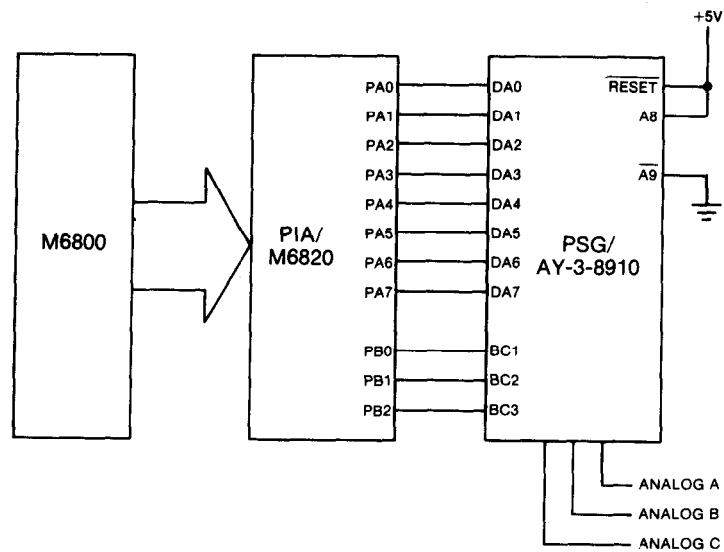 +5V
M6800
PIA/
M6820
PA0
PA1
PA2
PA3
PA4
PA5
PA6
PA7
PB0
PB1
PB2
DA0
DA1
DA2
DA3
DA4
DA5
DA6
DA7
BC1
BC2
BC3
PSG/
AY-3-8910
RESET
A8
A9
ANALOG A
ANALOG B
ANALOG C